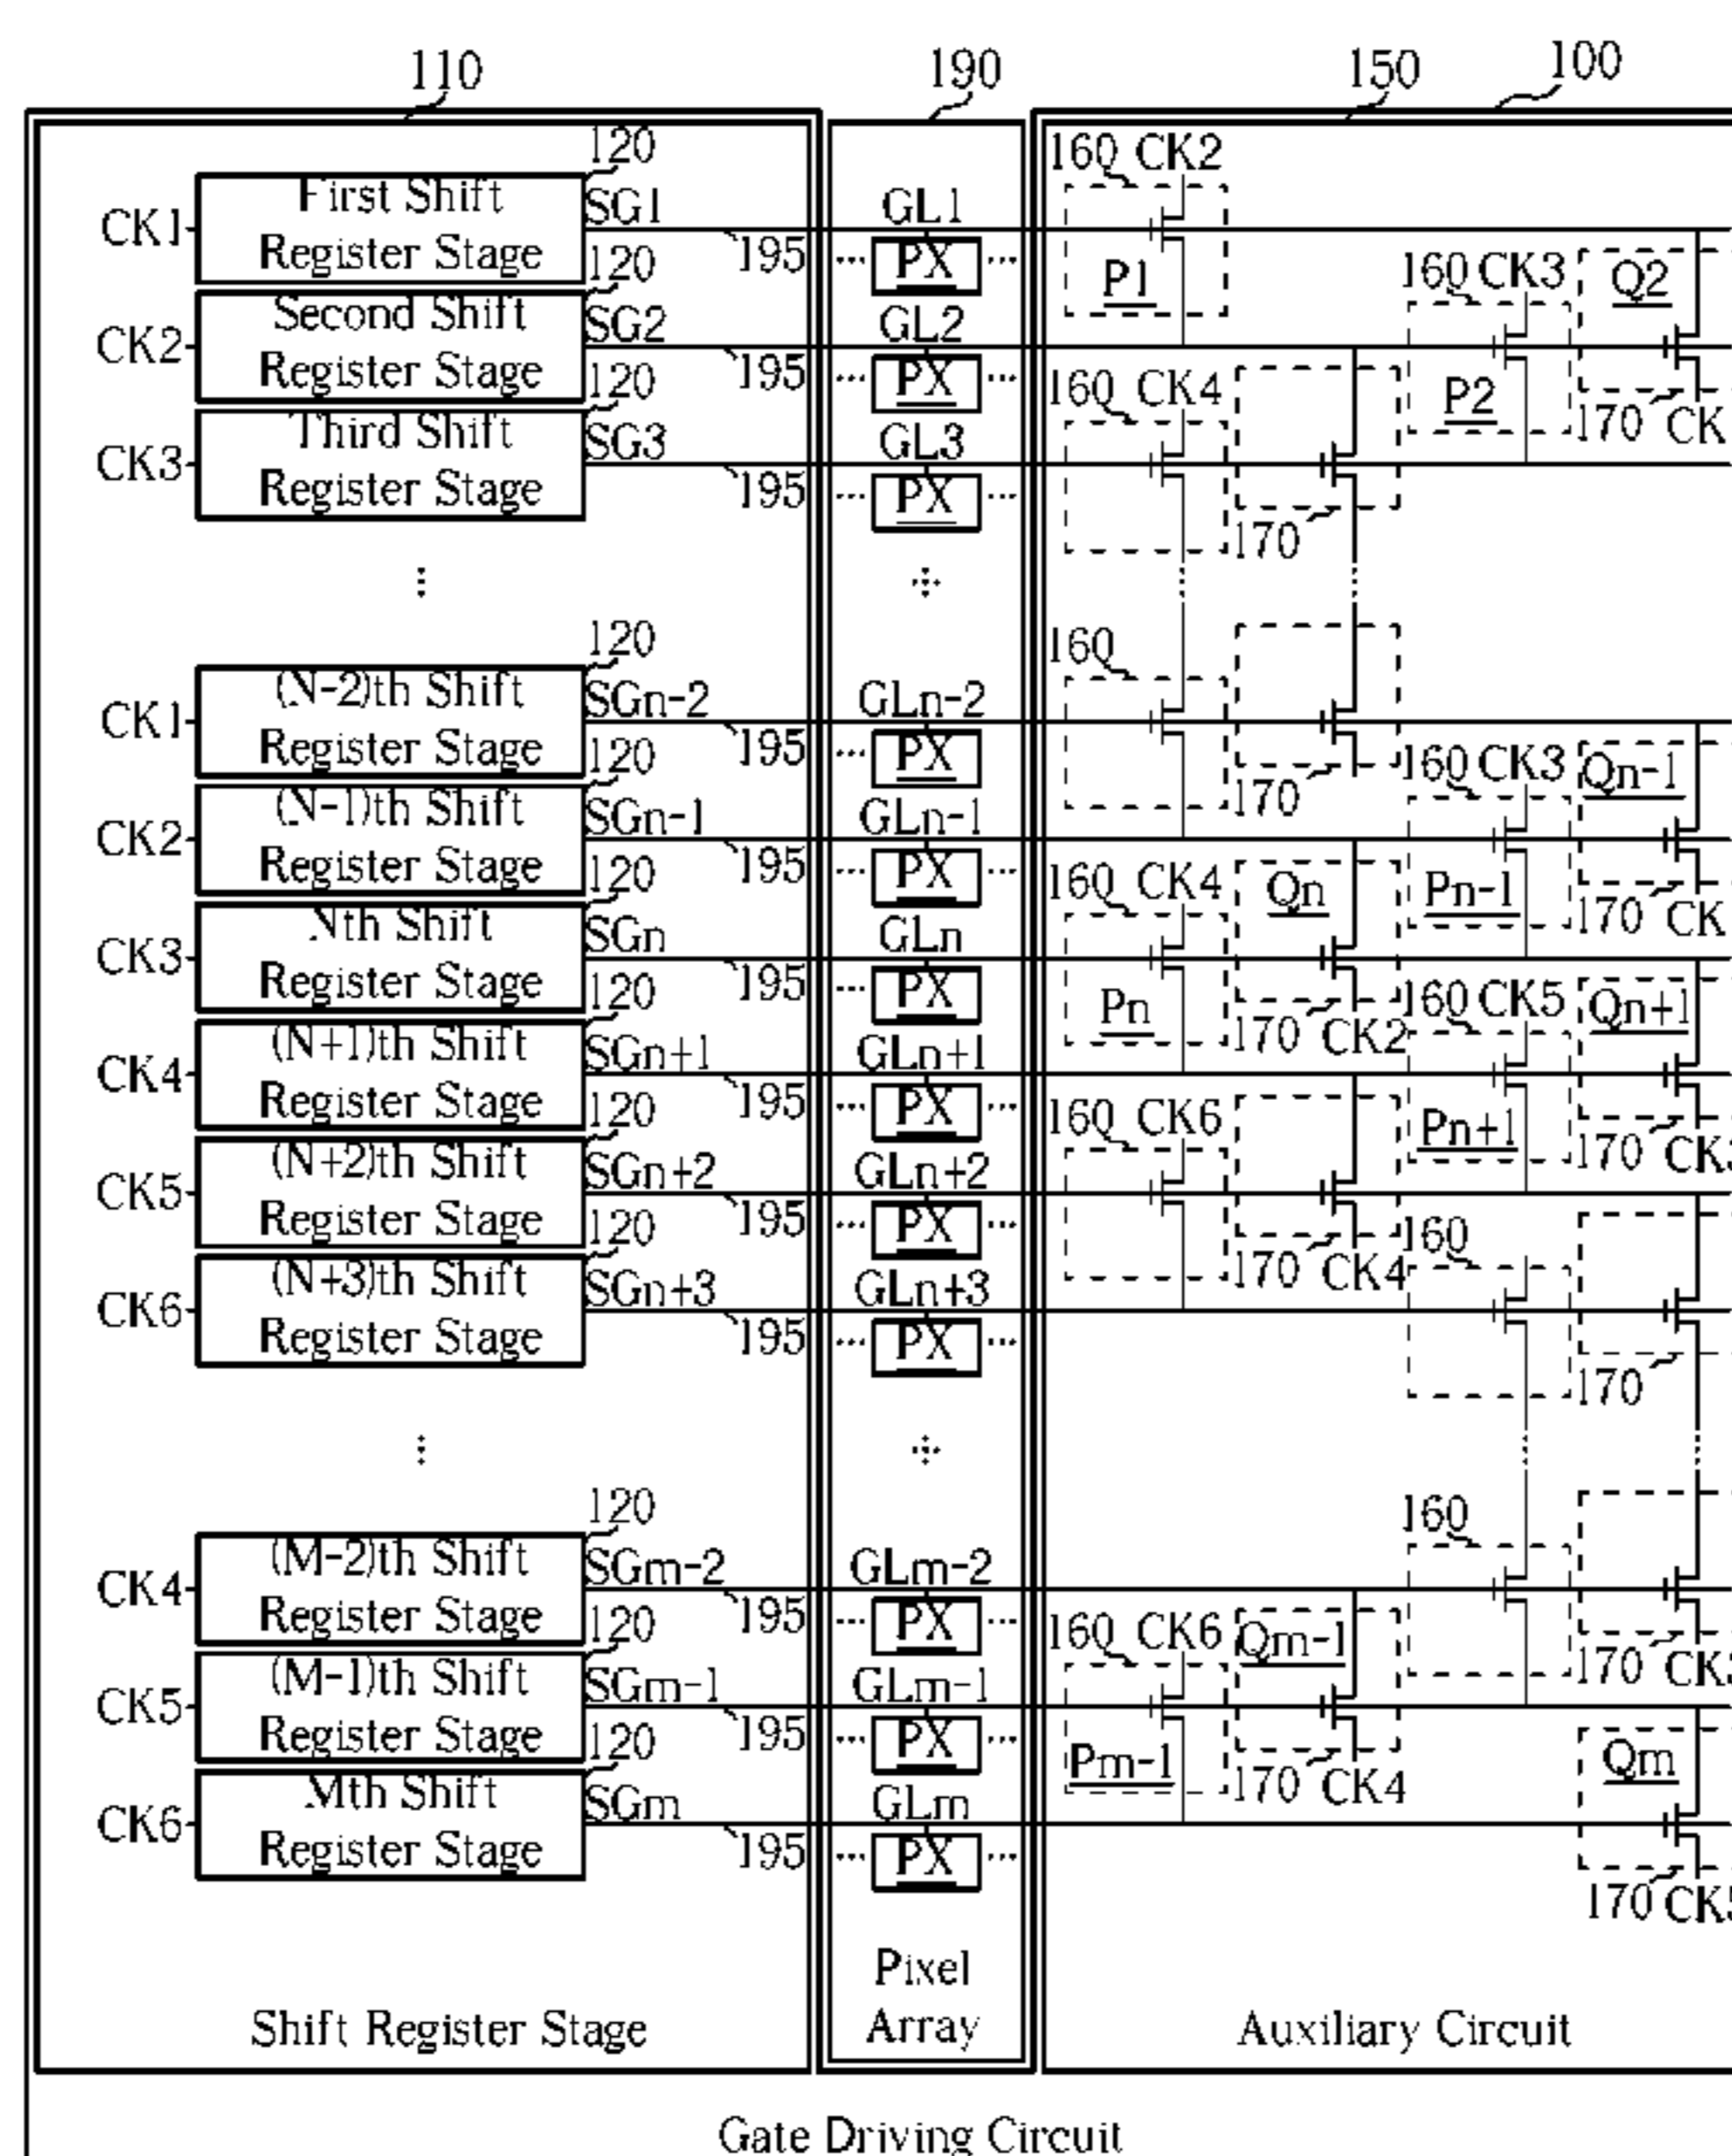 110
190
150
100
120
160 CK2
First Shift
Register Stage
CK1
SG1
195
GL1
... PX ...
P1
120
160 CK3
Q2
Second Shift
Register Stage
CK2
SG2
195
GL2
... PX ...
P2
170 CK
120
160 CK4
Third Shift
Register Stage
CK3
SG3
195
GL3
... PX ...
170
120
160
(N-2)th Shift
Register Stage
CK1
SGn-2
195
GLn-2
... PX ...
170
120
160 CK3
Qn-1
(N-1)th Shift
Register Stage
CK2
SGn-1
195
GLn-1
... PX ...
Pn-1
170 CK
120
160 CK4
Qn
Nth Shift
Register Stage
CK3
SGn
195
GLn
... PX ...
Pn
170 CK2
120
160 CK5
Qn+1
(N+1)th Shift
Register Stage
CK4
SGn+1
195
GLn+1
... PX ...
Pn+1
170
120
160 CK6
(N+2)th Shift
Register Stage
CK5
SGn+2
195
GLn+2
... PX ...
170 CK4
120
160
(N+3)th Shift
Register Stage
CK6
SGn+3
195
GLn+3
... PX ...
170
120
160
(M-2)th Shift
Register Stage
CK4
SGm-2
195
GLm-2
... PX ...
170
120
160 CK6
Qm-1
(M-1)th Shift
Register Stage
CK5
SGm-1
195
GLm-1
... PX ...
Pm-1
170 CK4
120
Qm
Mth Shift
Register Stage
CK6
SGm
195
GLm
... PX ...
170 CK5
Shift Register Stage
Pixel
Array
Auxiliary Circuit
Gate Driving Circuit